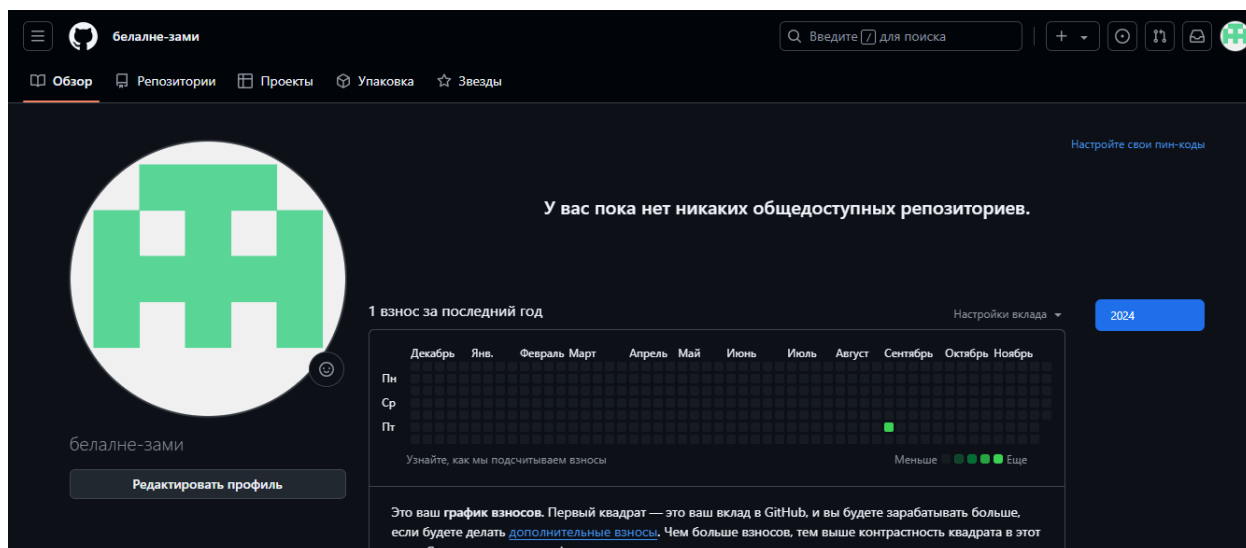 белалне-зами
Введите / для поиска
Обзор Репозитории Проекты Упаковка Звезды
Настройте свои пин-коды
У вас пока нет никаких общедоступных репозиториев.
1 взнос за последний год
Настройки вклада
2024
Декабрь Янв. Февраль Март Апрель Май Июнь Июль Август Сентябрь Октябрь Ноябрь
Пн
Ср
Пт
Узнайте, как мы подсчитываем взносы
Меньше Еще
белалне-зами
Редактировать профиль
Это ваш график взносов. Первый квадрат — это ваш вклад в GitHub, и вы будете зарабатывать больше,
если будете делать дополнительные взносы. Чем больше взносов, тем выше контрастность квадрата в этот